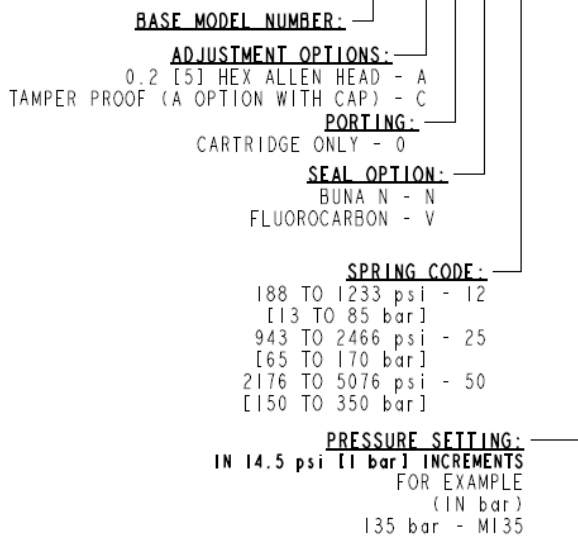 BASE MODEL NUMBER:
ADJUSTMENT OPTIONS:
0.2 [5] HEX ALLEN HEAD - A
TAMPER PROOF (A OPTION WITH CAP) - C
PORTING:
CARTRIDGE ONLY - 0
SEAL OPTION:
BUNA N - N
FLUOROCARBON - V
SPRING CODE:
188 TO 1233 psi - 12
[13 TO 85 bar]
943 TO 2466 psi - 25
[65 TO 170 bar]
2176 TO 5076 psi - 50
[150 TO 350 bar]
PRESSURE SETTING:
IN 14.5 psi [1 bar] INCREMENTS
FOR EXAMPLE
(IN bar)
135 bar - M135